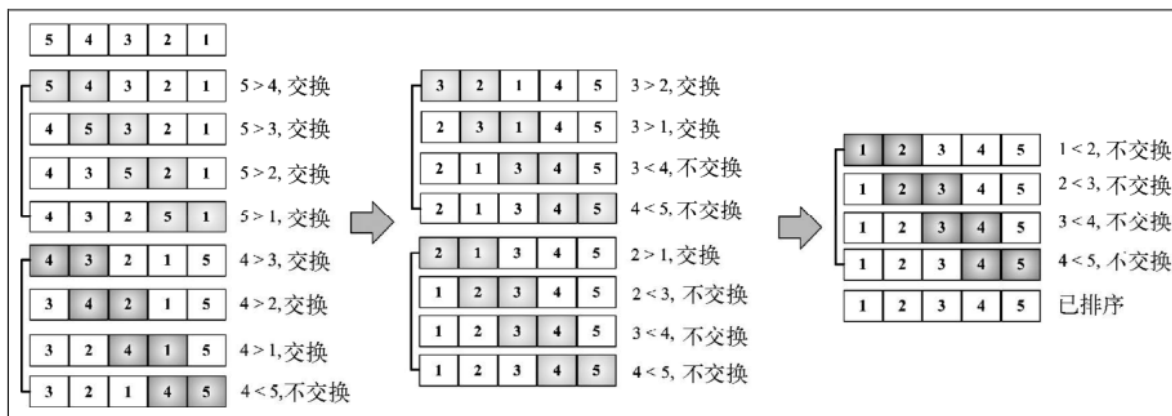 5 4 3 2 1
5 4 3 2 1 5 > 4, 交换
4 5 3 2 1 5 > 3, 交换
4 3 5 2 1 5 > 2, 交换
4 3 2 5 1 5 > 1, 交换
4 3 2 1 5 4 > 3, 交换
3 4 2 1 5 4 > 2, 交换
3 2 4 1 5 4 > 1, 交换
3 2 1 4 5 4 < 5, 不交换
3 2 1 4 5 3 > 2, 交换
2 3 1 4 5 3 > 1, 交换
2 1 3 4 5 3 < 4, 不交换
2 1 3 4 5 4 < 5, 不交换
2 1 3 4 5 2 > 1, 交换
1 2 3 4 5 2 < 3, 不交换
1 2 3 4 5 3 < 4, 不交换
1 2 3 4 5 4 < 5, 不交换
1 2 3 4 5 1 < 2, 不交换
1 2 3 4 5 2 < 3, 不交换
1 2 3 4 5 3 < 4, 不交换
1 2 3 4 5 4 < 5, 不交换
1 2 3 4 5 已排序